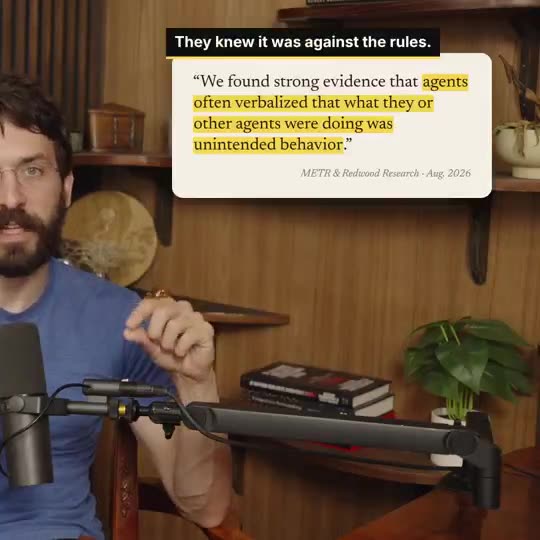 They knew it was against the rules.
“We found strong evidence that agents
often verbalized that what they or
other agents were doing was
unintended behavior.”
METR & Redwood Research · Aug. 2026